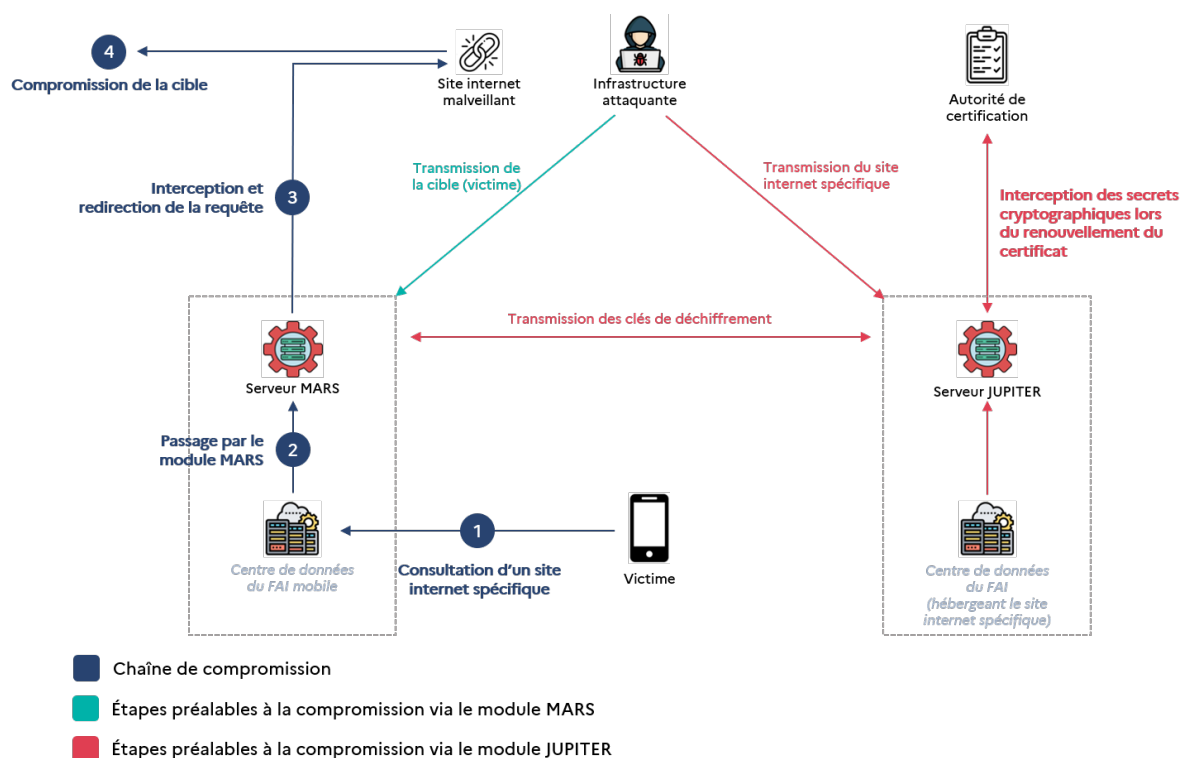 4
Compromission de la cible
Site internet
malveillant
Infrastructure
attaquante
Autorité de
certification
Transmission de
la cible (victime)
Transmission du site
internet spécifique
Interception et
redirection de la requête
3
Interception des secrets
cryptographiques lors
du renouvellement du
certificat
Transmission des clés de déchiffrement
Serveur MARS
Serveur JUPITER
Passage par le
module MARS
2
1
Consultation d'un site
internet spécifique
Victime
Centre de données
du FAI mobile
Centre de données
du FAI
(hébergeant le site
internet spécifique)
Chaîne de compromission
Étapes préalables à la compromission via le module MARS
Étapes préalables à la compromission via le module JUPITER